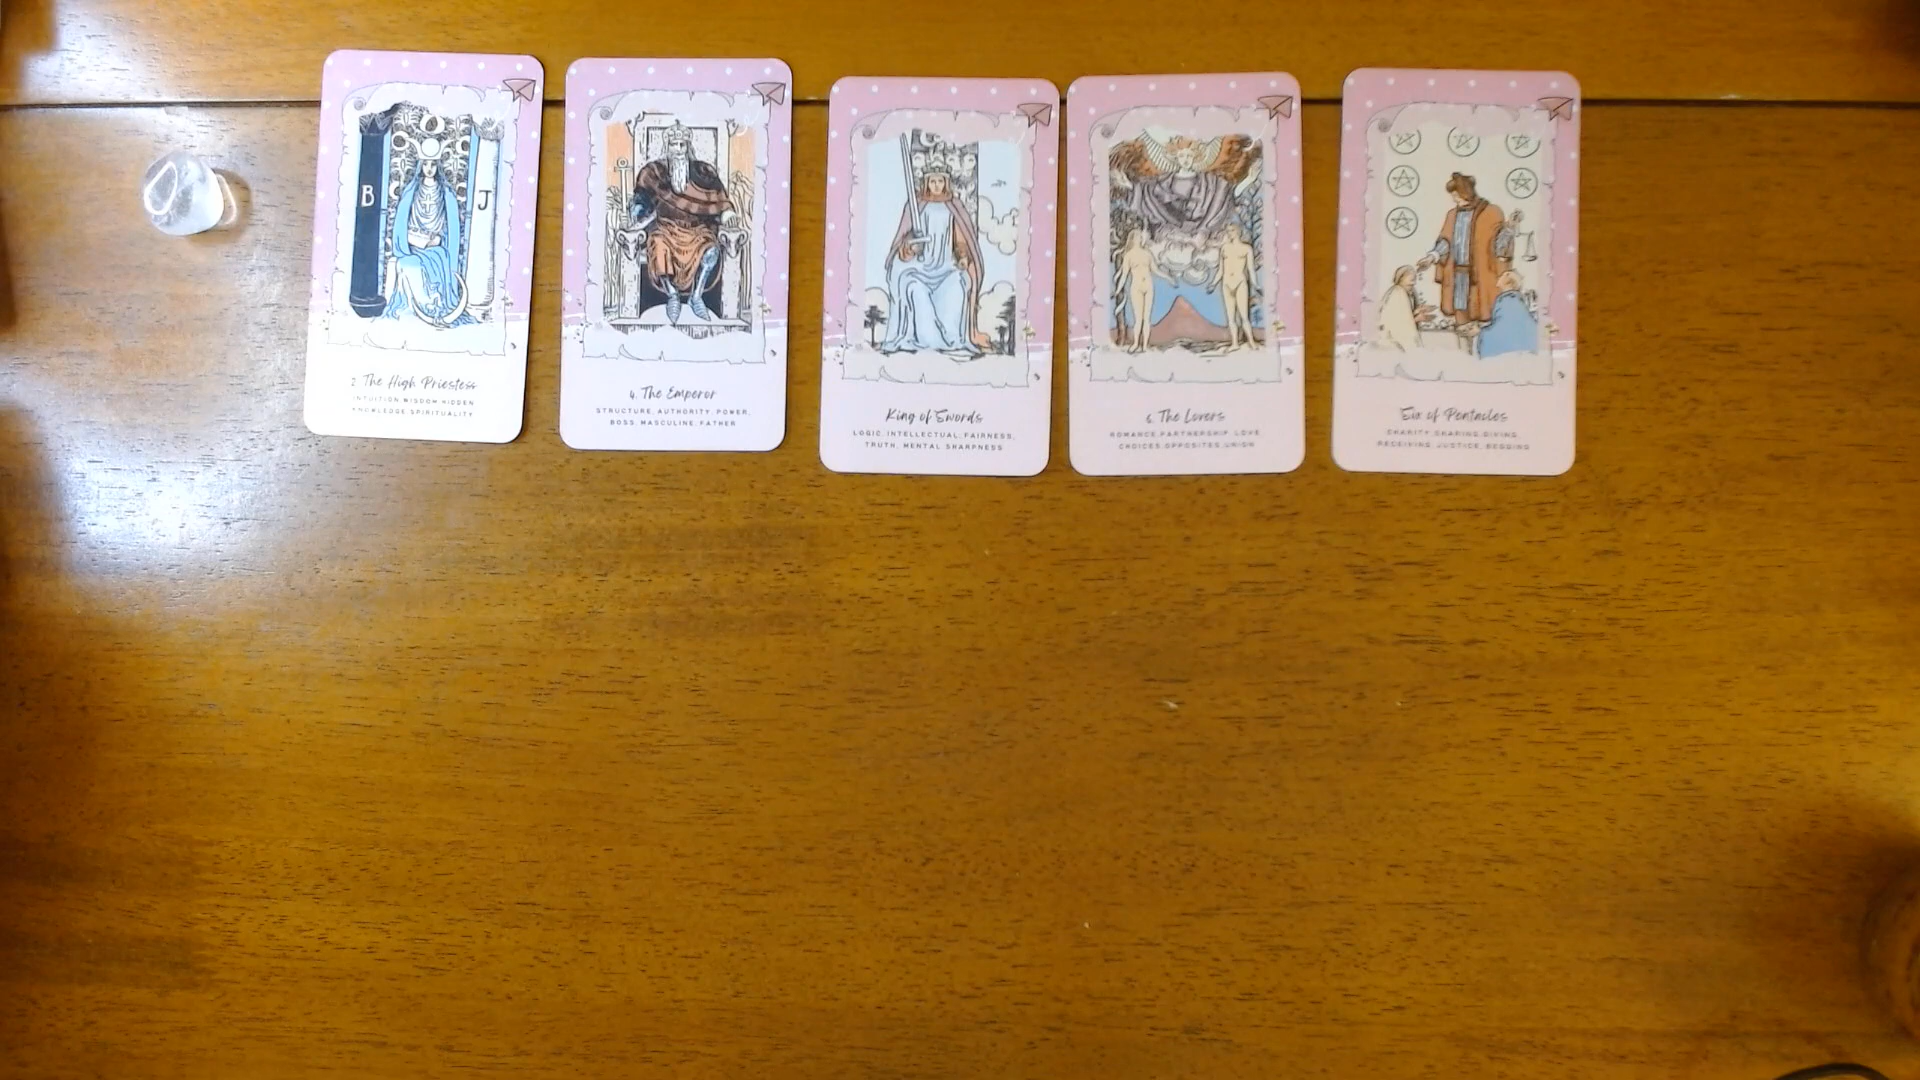 B J
2. The High Priestess
INTUITION, WISDOM, HIDDEN
KNOWLEDGE, SPIRITUALITY
4. The Emperor
STRUCTURE, AUTHORITY, POWER,
BOSS, MASCULINE, FATHER
King of Swords
LOGIC, INTELLECTUAL, FAIRNESS,
TRUTH, MENTAL SHARPNESS
6. The Lovers
ROMANCE, PARTNERSHIP, LOVE
CHOICES, OPPOSITES, UNION
Six of Pentacles
CHARITY, SHARING, GIVING,
RECEIVING, JUSTICE, BEGGING